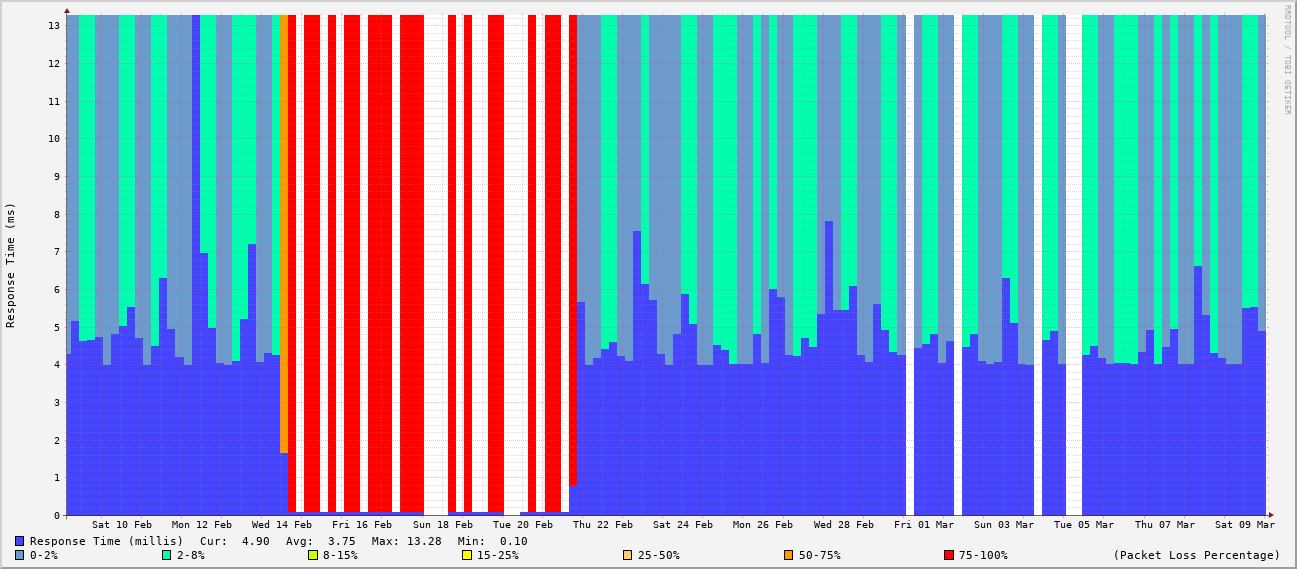 RRDTOOL / TOBI OETIKER
Response Time (ms)
13
12
11
10
9
8
7
6
5
4
3
2
1
0
Sat 10 Feb Mon 12 Feb Wed 14 Feb Fri 16 Feb Sun 18 Feb Tue 20 Feb Thu 22 Feb Sat 24 Feb Mon 26 Feb Wed 28 Feb Fri 01 Mar Sun 03 Mar Tue 05 Mar Thu 07 Mar Sat 09 Mar
Response Time (millis) Cur: 4.90 Avg: 3.75 Max: 13.28 Min: 0.10
0-2% 2-8% 8-15% 15-25% 25-50% 50-75% 75-100% (Packet Loss Percentage)